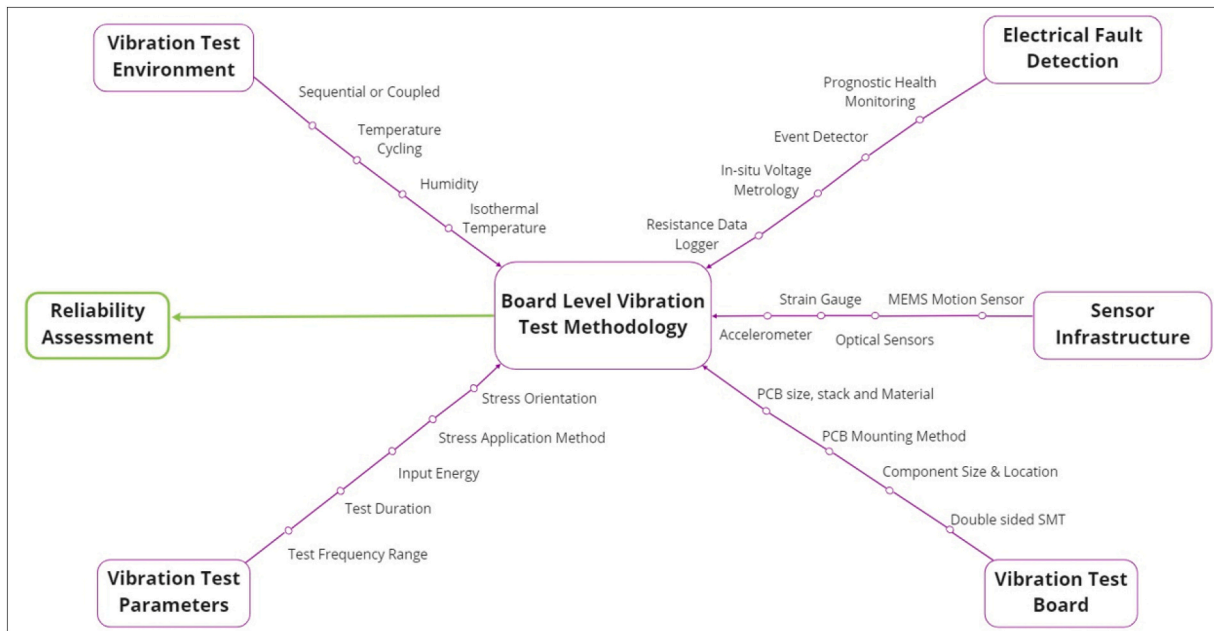 Vibration Test
Environment
Sequential or Coupled
Temperature
Cycling
Humidity
Isothermal
Temperature
Electrical Fault
Detection
Prognostic Health
Monitoring
Event Detector
In-situ Voltage
Metrology
Resistance Data
Logger
Reliability
Assessment
Board Level Vibration
Test Methodology
Strain Gauge
MEMS Motion Sensor
Accelerometer
Optical Sensors
Sensor
Infrastructure
Stress Orientation
Stress Application Method
Input Energy
Test Duration
Test Frequency Range
Vibration Test
Parameters
PCB size, stack and Material
PCB Mounting Method
Component Size & Location
Double sided SMT
Vibration Test
Board